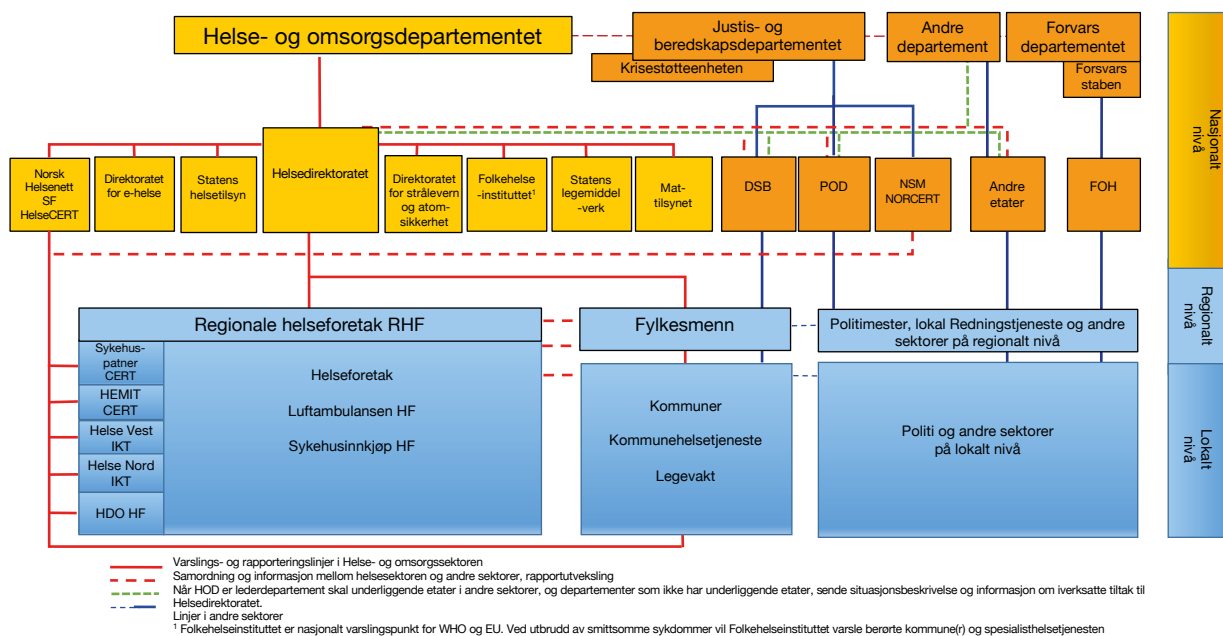 Helse- og omsorgsdepartementet
Justis- og
beredskapsdepartementet
Krisestøtteenheten
Andre
departement
Forvars
departementet
Forsvars
staben
Nasjonalt
nivå
Norsk
Helsenett
SF
HelseCERT
Direktoratet
for e-helse
Statens
helsetilsyn
Helsedirektoratet
Direktoratet
for strålevern
og atom-
sikkerhet
Folkehelse
-instituttet¹
Statens
legemiddel
-verk
Mat-
tilsynet
DSB
POD
NSM
NORCERT
Andre
etater
FOH
Regionalt
nivå
Regionale helseforetak RHF
Fylkesmenn
Politimester, lokal Redningstjeneste og andre
sektorer på regionalt nivå
Lokalt
nivå
Sykehus-
patner
CERT
HEMIT
CERT
Helse Vest
IKT
Helse Nord
IKT
HDO HF
Helseforetak
Luftambulansen HF
Sykehusinnkjøp HF
Kommuner
Kommunehelsetjeneste
Legevakt
Politi og andre sektorer
på lokalt nivå
Varslings- og rapporteringslinjer i Helse- og omsorgssektoren
Samordning og informasjon mellom helsesektoren og andre sektorer, rapportutveksling
Når HOD er lederdepartement skal underliggende etater i andre sektorer, og departementer som ikke har underliggende etater, sende situasjonsbeskrivelse og informasjon om iverksatte tiltak til
Helsedirektoratet.
Linjer i andre sektorer
¹ Folkehelseinstituttet er nasjonalt varslingspunkt for WHO og EU. Ved utbrudd av smittsomme sykdommer vil Folkehelseinstituttet varsle berørte kommune(r) og spesialisthelsetjenesten